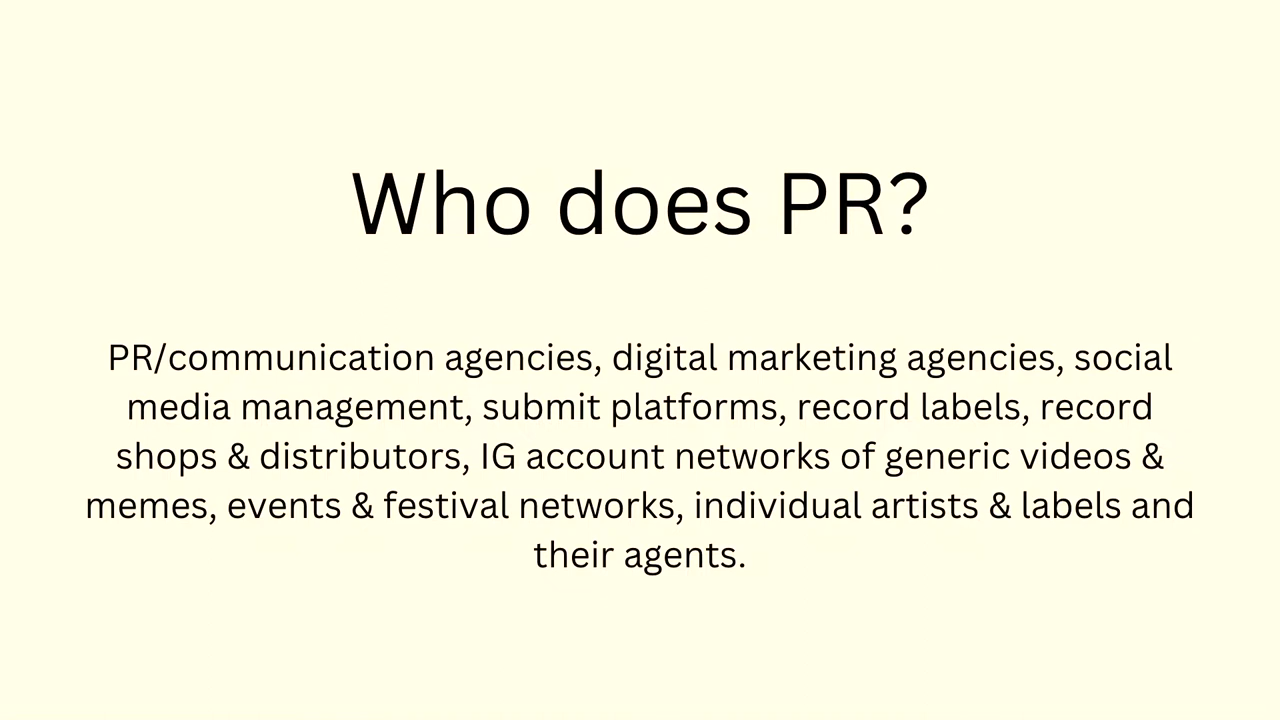 Who does PR?
PR/communication agencies, digital marketing agencies, social
media management, submit platforms, record labels, record
shops & distributors, IG account networks of generic videos &
memes, events & festival networks, individual artists & labels and
their agents.